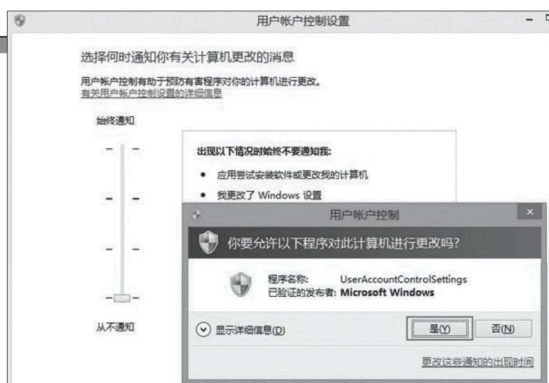 用户帐户控制设置
选择何时通知你有关计算机更改的消息
用户帐户控制有助于预防有害程序对你的计算机进行更改。
有关用户帐户控制设置的详细信息
始终通知
出现以下情况时始终不要通知我:
• 应用尝试安装软件或更改我的计算机
• 我更改了 Windows 设置
从不通知
用户帐户控制
你要允许以下程序对此计算机进行更改吗?
程序名称: UserAccountControlSettings
已验证的发布者: Microsoft Windows
显示详细信息(D)
是(Y)
否(N)
更改这些通知的出现时间